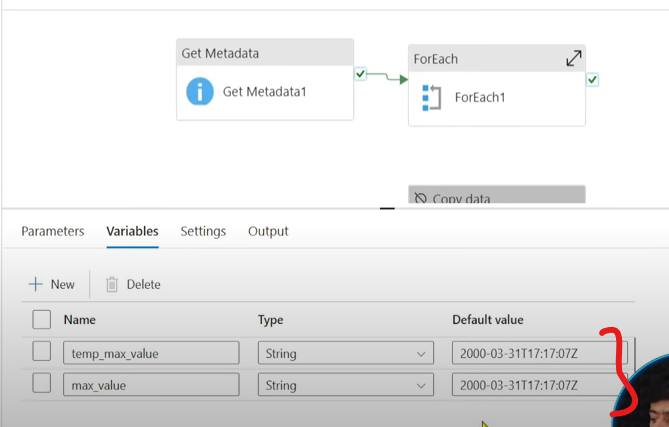 Get Metadata
Get Metadata1
ForEach
ForEach1
Copy data
Parameters Variables Settings Output
New Delete
Name Type Default value
temp_max_value String 2000-03-31T17:17:07Z
max_value String 2000-03-31T17:17:07Z